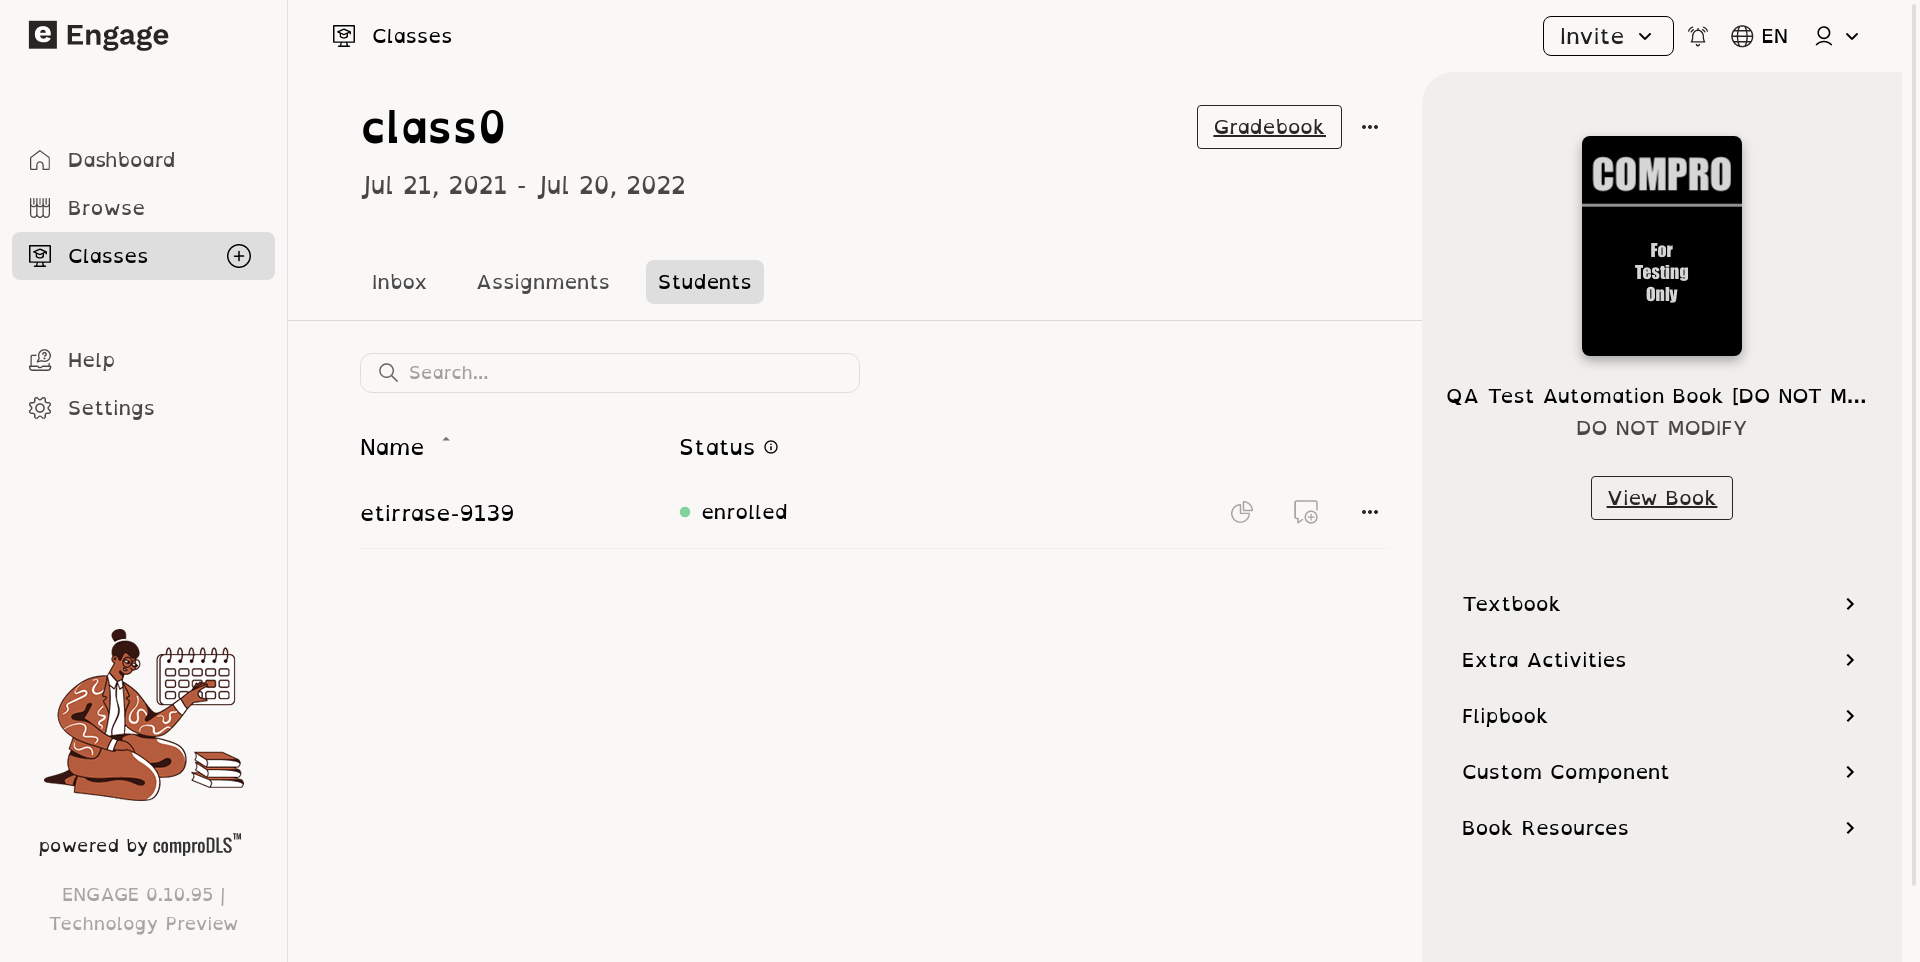 e Engage
Classes
Invite
EN
Dashboard
Browse
Classes
Help
Settings
powered by comproDLS™
ENGAGE 0.10.95 |
Technology Preview
class0
Gradebook
Jul 21, 2021 - Jul 20, 2022
Inbox Assignments Students
Search...
Name Status
etirrase-9139 enrolled
COMPRO
For
Testing
Only
QA Test Automation Book [DO NOT M...
DO NOT MODIFY
View Book
Textbook
Extra Activities
Flipbook
Custom Component
Book Resources